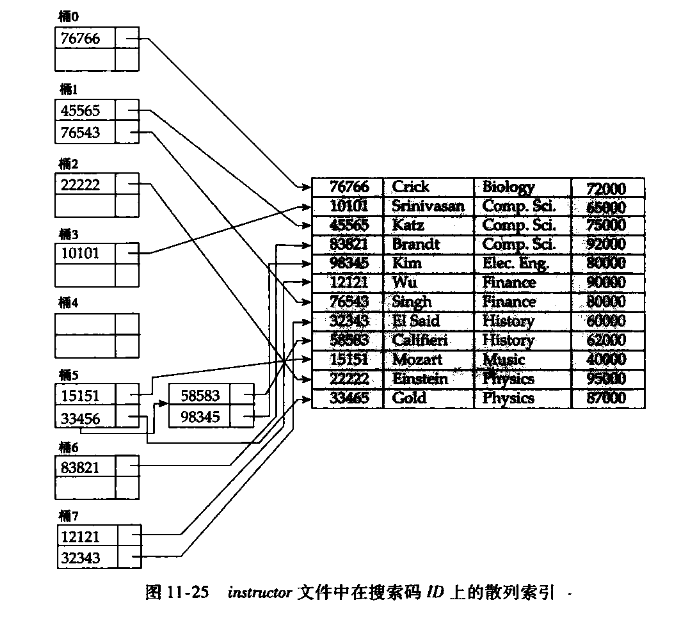 桶0
76766
桶1
45565
76543
桶2
22222
桶3
10101
桶4
桶5
15151
33456
58583
98345
桶6
83821
桶7
12121
32343
76766 Crick Biology 72000
10101 Srinivasan Comp. Sci. 65000
45565 Katz Comp. Sci. 75000
83821 Brandt Comp. Sci. 92000
98345 Kim Elec. Eng. 80000
12121 Wu Finance 90000
76543 Singh Finance 80000
32343 El Said History 60000
58583 Califieri History 62000
15151 Mozart Music 40000
22222 Einstein Physics 95000
33465 Gold Physics 87000
图 11-25 instructor 文件中在搜索码 ID 上的散列索引